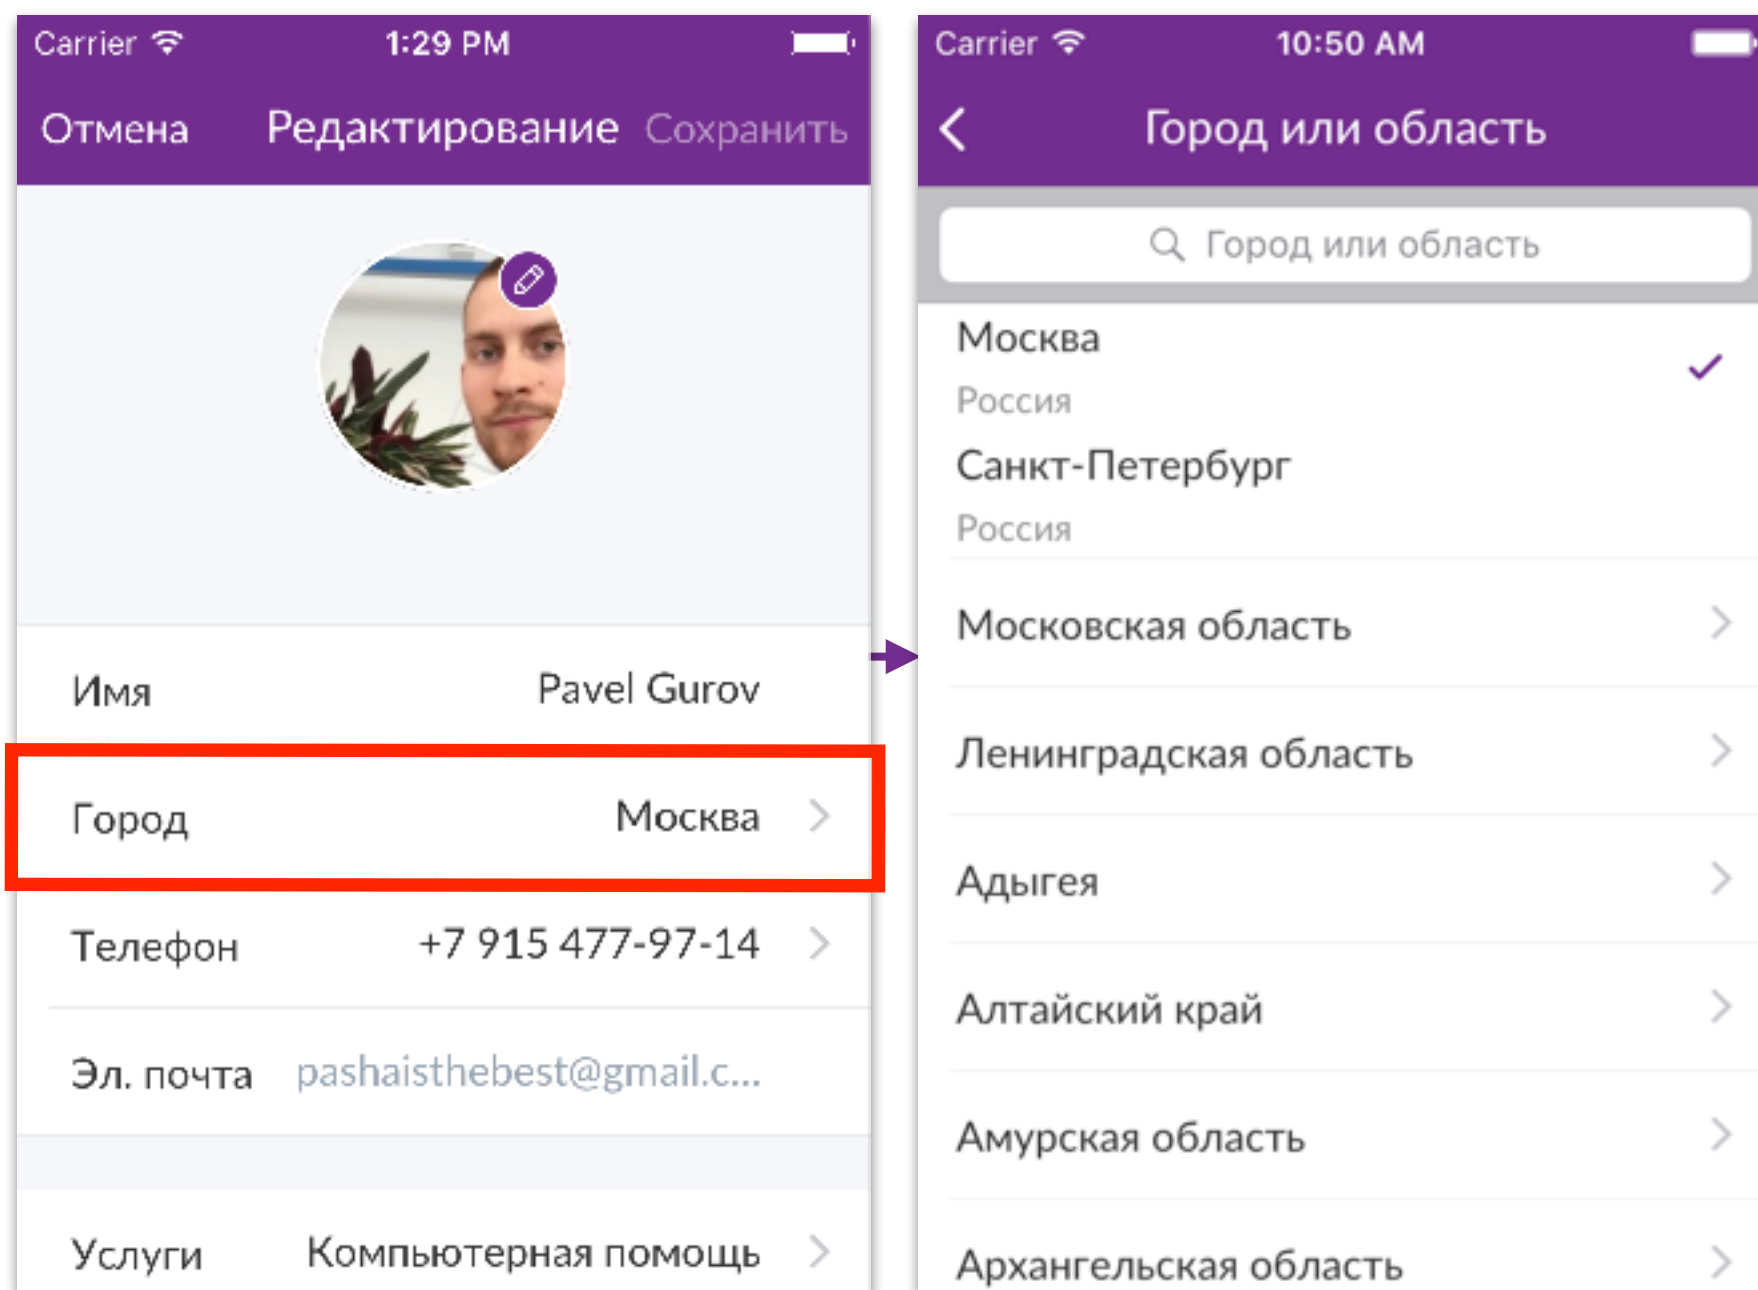 Carrier 1:29 PM
Отмена Редактирование Сохранить
Имя Pavel Gurov
Город Москва
Телефон +7 915 477-97-14
Эл. почта pashaisthebest@gmail.c...
Услуги Компьютерная помощь
Carrier 10:50 AM
Город или область
Город или область
Москва
Россия
Санкт-Петербург
Россия
Московская область
Ленинградская область
Адыгея
Алтайский край
Амурская область
Архангельская область